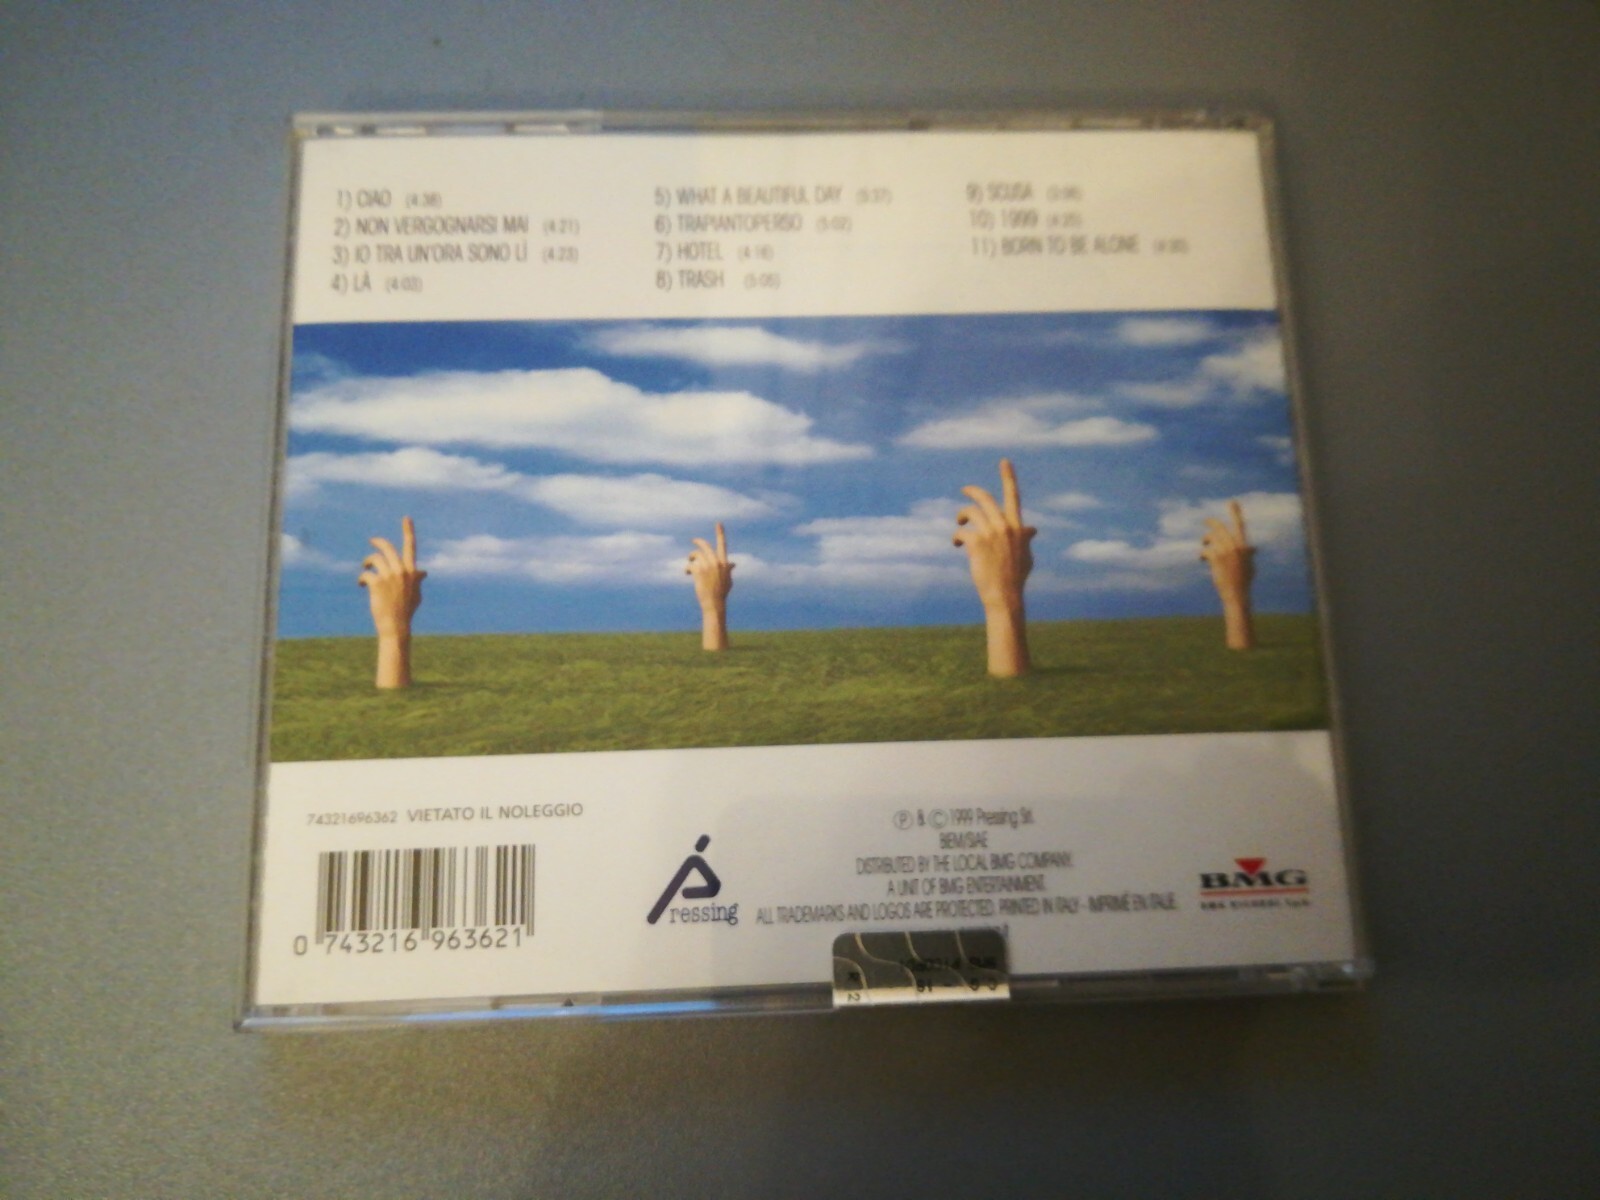 1) CIAO (4:38)
2) NON VERGOGNARSI MAI (4:21)
3) IO TRA UN'ORA SONO LÌ (4:23)
4) LÀ (4:03)
5) WHAT A BEAUTIFUL DAY (5:37)
6) TRAPIANTOPERSO (5:02)
7) HOTEL (4:16)
8) TRASH (5:05)
9) SCUSA
10) 1999
11) BORN TO BE ALONE
74321696362 VIETATO IL NOLEGGIO
0 743216 963621
Pressing
Ⓟ & © 1999 Pressing Srl.
BIEM/SIAE
DISTRIBUTED BY THE LOCAL BMG COMPANY.
A UNIT OF BMG ENTERTAINMENT.
ALL TRADEMARKS AND LOGOS ARE PROTECTED. PRINTED IN ITALY - IMPRIMÉ EN ITALIE.
BMG
BMG RICORDI S.p.A.